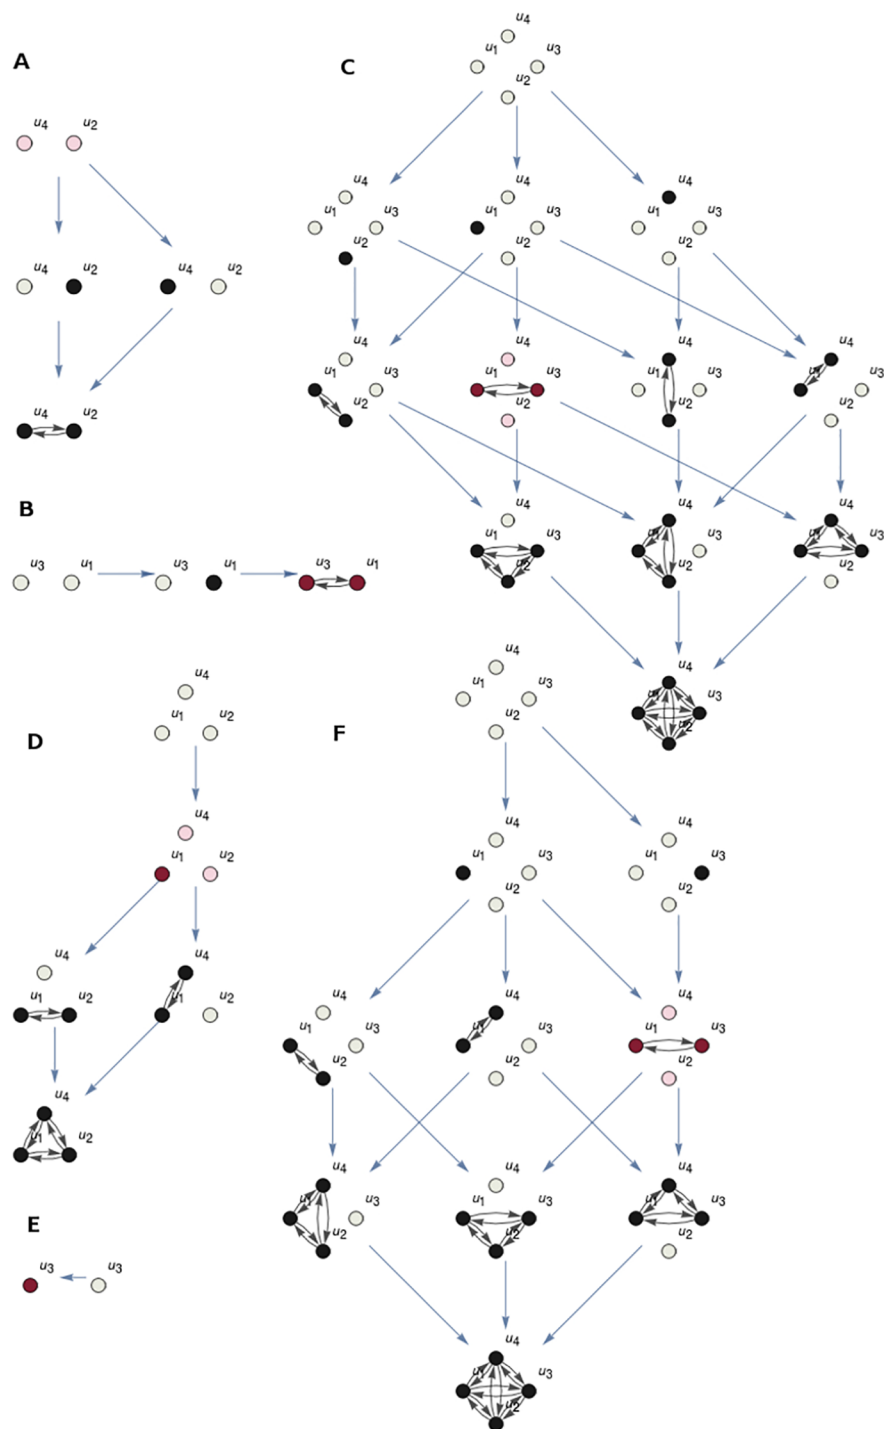 A
u₄ u₂
u₄ u₂ u₄ u₂
u₄ u₂
B
u₃ u₁ u₃ u₁ u₃ u₁
C
u₄
u₁ u₃
u₂
u₄ u₄ u₄
u₁ u₃ u₁ u₃ u₁ u₃
u₂ u₂ u₂
u₄ u₄ u₄ u₄
u₁ u₃ u₁ u₃ u₁ u₃ u₃
u₂ u₂ u₂ u₂
u₄ u₄ u₄
u₁ u₃ u₃ u₃
u₂ u₂ u₂
u₄
u₃
u₂
D
u₄
u₁ u₂
u₄
u₁ u₂
u₄ u₄
u₁ u₂ u₂
u₄
u₂
E
u₃ u₃
F
u₄
u₁ u₃
u₂
u₄ u₄
u₁ u₃ u₁ u₃
u₂ u₂
u₄ u₄ u₄
u₁ u₃ u₃ u₁ u₃
u₂ u₂ u₂
u₄ u₄ u₄
u₃ u₁ u₃ u₃
u₂ u₂ u₂
u₄
u₃
u₂